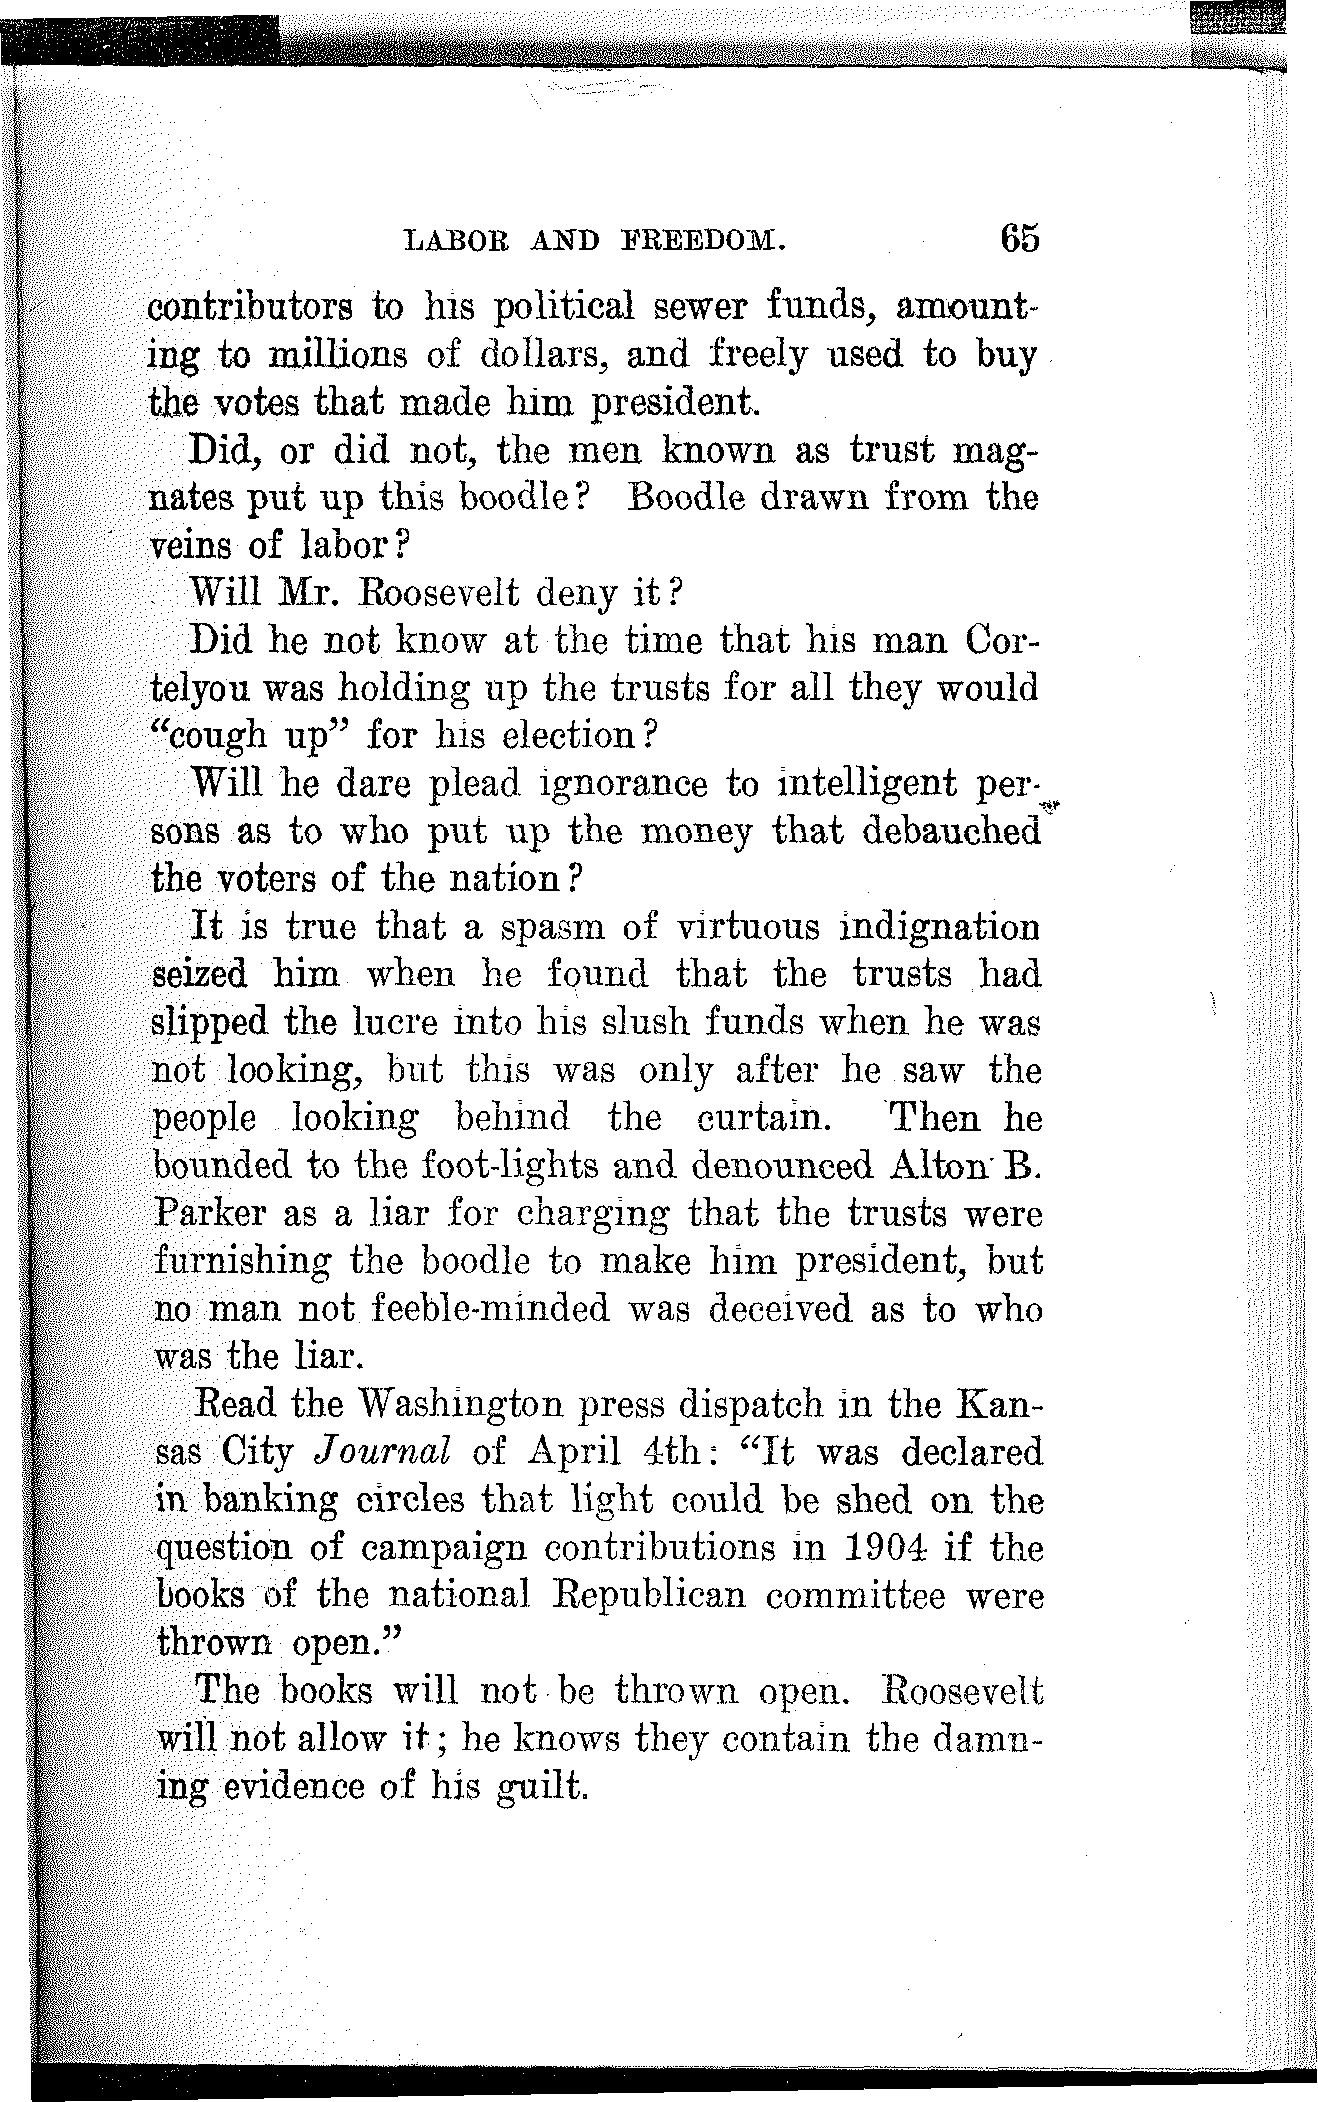 LABOR AND FREEDOM. 65
contributors to his political sewer funds, amount-
ing to millions of dollars, and freely used to buy
the votes that made him president.
Did, or did not, the men known as trust mag-
nates put up this boodle? Boodle drawn from the
veins of labor?
Will Mr. Roosevelt deny it?
Did he not know at the time that his man Cor-
telyou was holding up the trusts for all they would
“cough up” for his election?
Will he dare plead ignorance to intelligent per-
sons as to who put up the money that debauched
the voters of the nation?
It is true that a spasm of virtuous indignation
seized him when he found that the trusts had
slipped the lucre into his slush funds when he was
not looking, but this was only after he saw the
people looking behind the curtain. Then he
bounded to the foot-lights and denounced Alton B.
Parker as a liar for charging that the trusts were
furnishing the boodle to make him president, but
no man not feeble-minded was deceived as to who
was the liar.
Read the Washington press dispatch in the Kan-
sas City Journal of April 4th: “It was declared
in banking circles that light could be shed on the
question of campaign contributions in 1904 if the
books of the national Republican committee were
thrown open.”
The books will not be thrown open. Roosevelt
will not allow it; he knows they contain the damn-
ing evidence of his guilt.